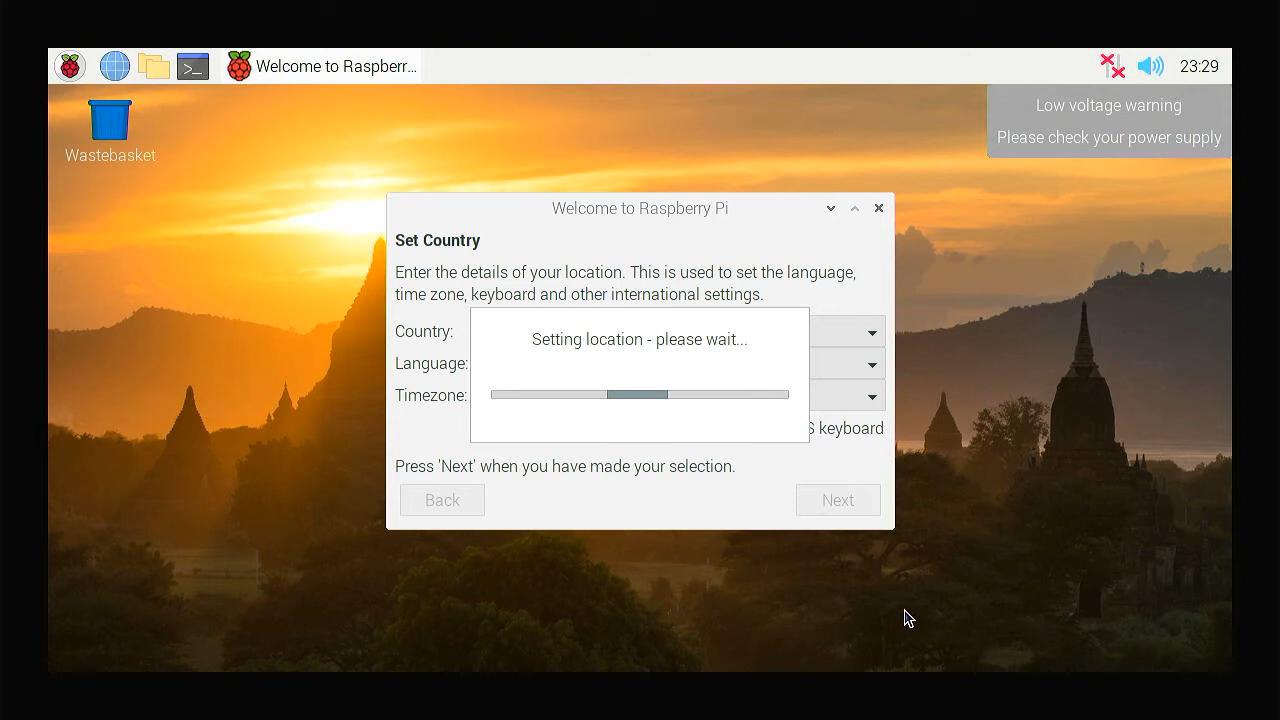 Welcome to Raspberr...
23:29
Low voltage warning
Please check your power supply
Wastebasket
Welcome to Raspberry Pi
Set Country
Enter the details of your location. This is used to set the language,
time zone, keyboard and other international settings.
Setting location - please wait...
Country:
Language:
Timezone:
S keyboard
Press 'Next' when you have made your selection.
Back
Next